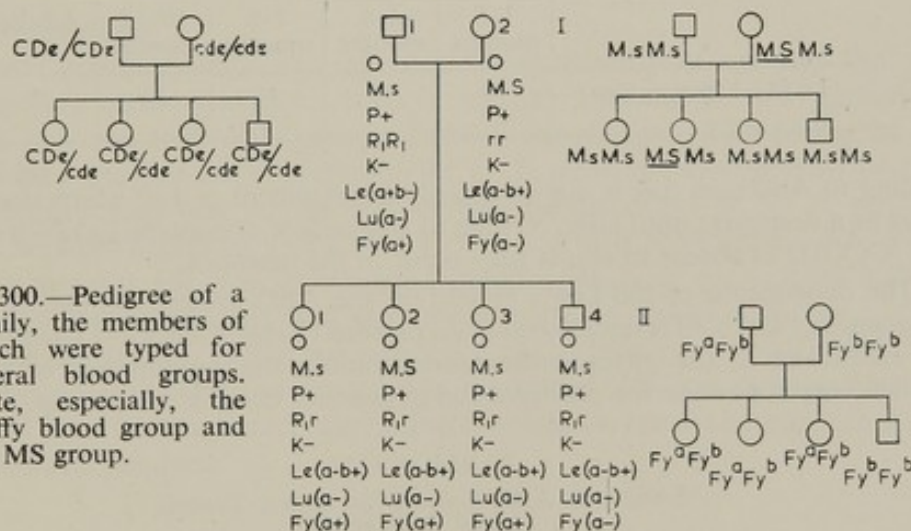 CDe/CDe
cde/cde
CDe/cde CDe/cde CDe/cde CDe/cde
1 2 I
O O
M.s M.S
P+ P+
R₁R₁ rr
K- K-
Le(a+b-) Le(a-b+)
Lu(a-) Lu(a-)
Fy(a+) Fy(a-)
M.sM.s M.S M.s
M.sM.s M.S Ms M.sMs M.sMs
300.—Pedigree of a
ily, the members of
ch were typed for
eral blood groups.
te, especially, the
ffy blood group and
MS group.
1 2 3 4 II
O O O O
M.s M.S M.s M.s
P+ P+ P+ P+
R₁r R₁r R₁r R₁r
K- K- K- K-
Le(a-b+) Le(a-b+) Le(a-b+) Le(a-b+)
Lu(a-) Lu(a-) Lu(a-) Lu(a-)
Fy(a+) Fy(a+) Fy(a+) Fy(a-)
FyᵃFyᵇ FyᵇFyᵇ
FyᵃFyᵇ FyᵃFyᵇ FyᵃFyᵇ FyᵇFyᵇ